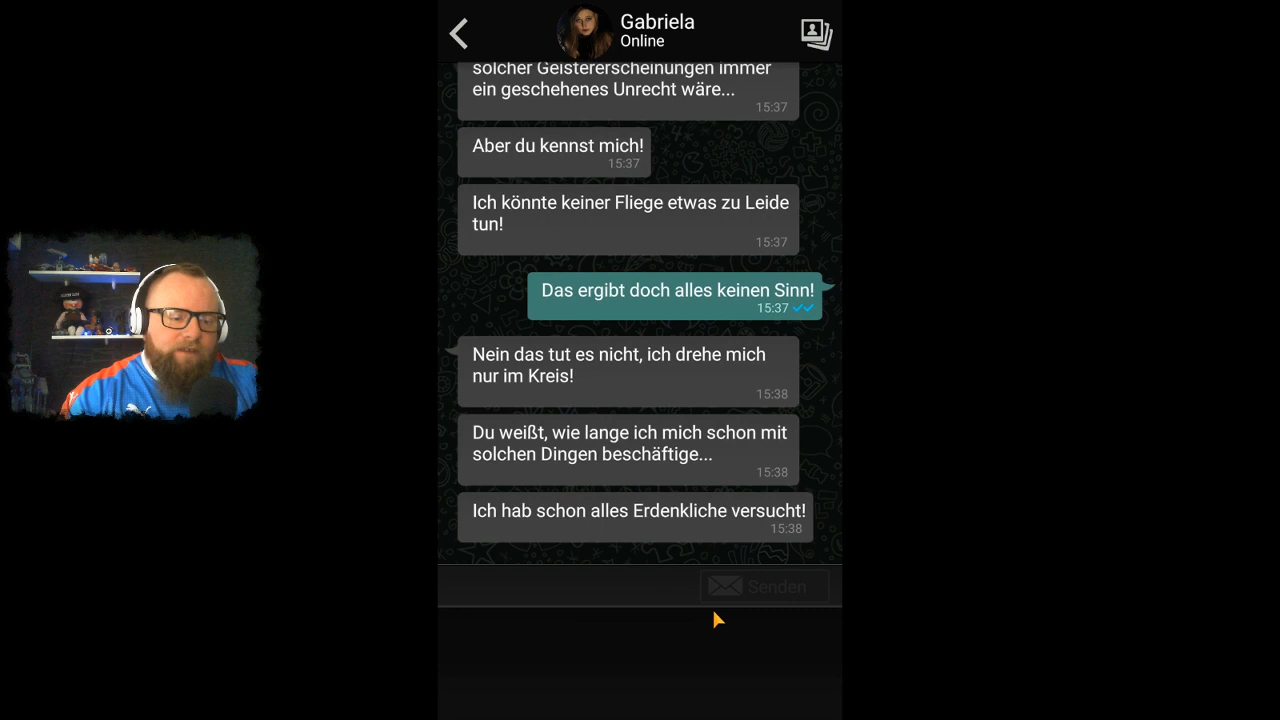 Gabriela
Online
solcher Geistererscheinungen immer
ein geschehenes Unrecht wäre...
15:37
Aber du kennst mich!
15:37
Ich könnte keiner Fliege etwas zu Leide
tun!
15:37
Das ergibt doch alles keinen Sinn!
15:37
Nein das tut es nicht, ich drehe mich
nur im Kreis!
15:38
Du weißt, wie lange ich mich schon mit
solchen Dingen beschäftige...
15:38
Ich hab schon alles Erdenkliche versucht!
15:38
Senden